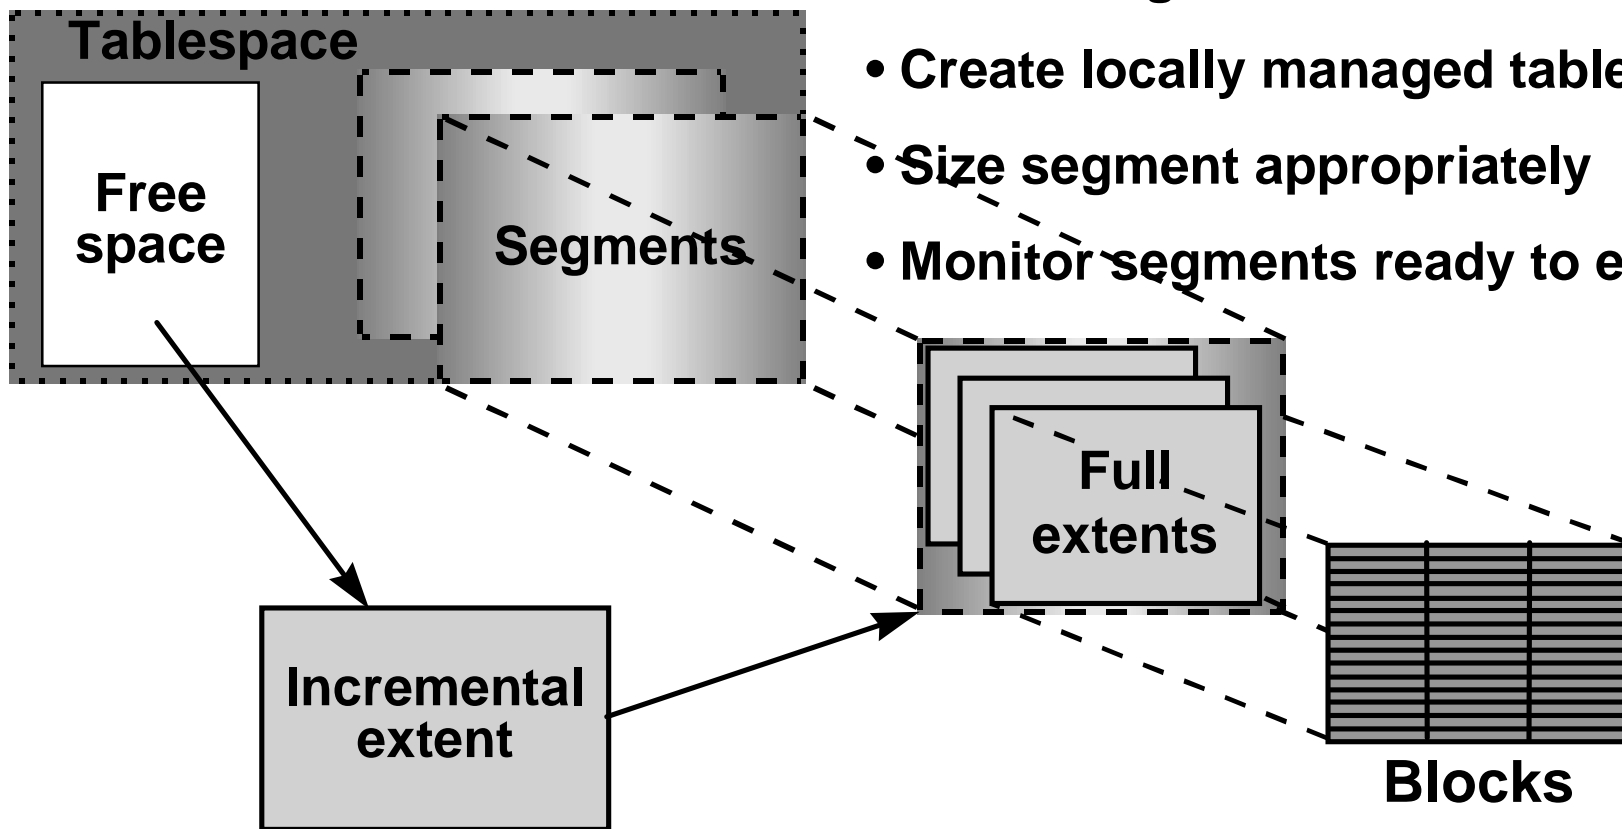 Tablespace
• Create locally managed
• Size segment appropriately
• Monitor segments ready to
Free
space
Segments
Full
extents
Incremental
extent
Blocks